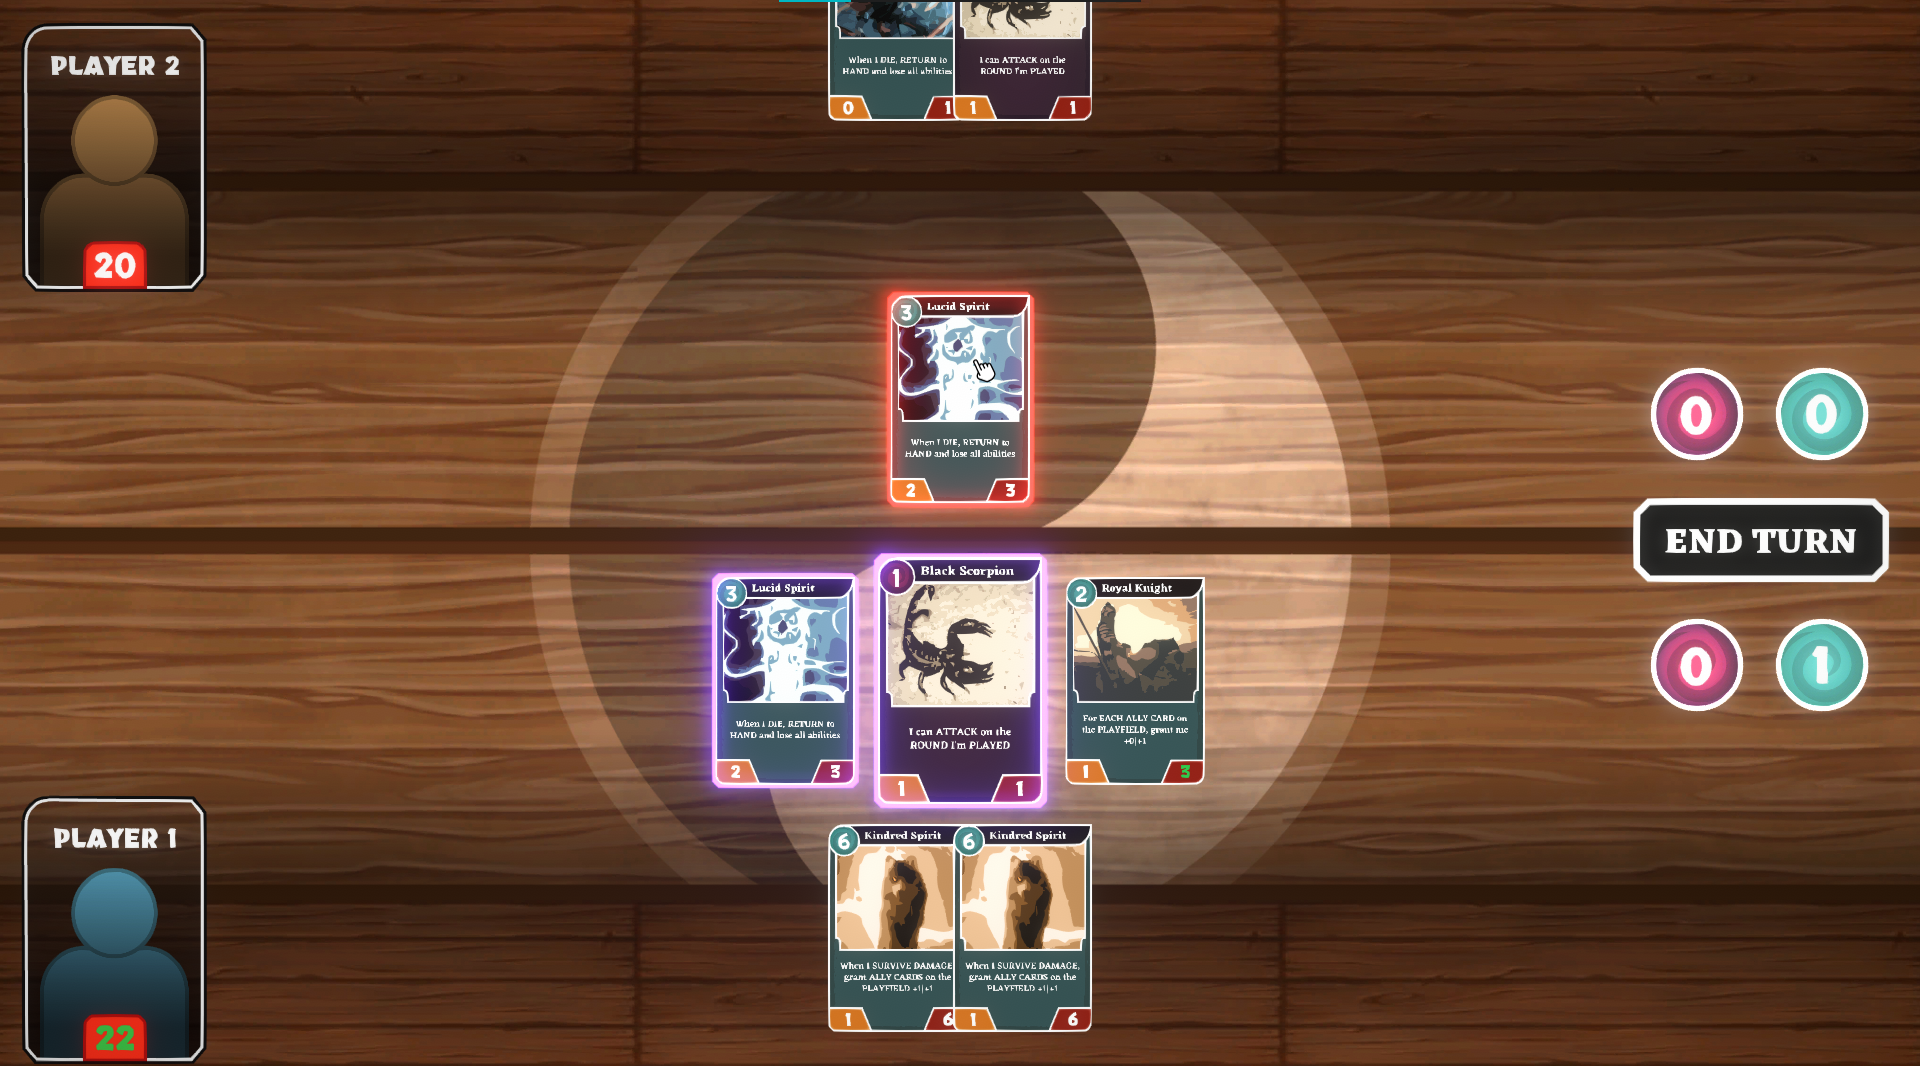 PLAYER 2
20
When I DIE, RETURN to
HAND and lose all abilities
0
1
I can ATTACK on the
ROUND I'm PLAYED
1
1
3
Lucid Spirit
When I DIE, RETURN to
HAND and lose all abilities
2
3
0
0
END TURN
0
1
3
Lucid Spirit
When I DIE, RETURN to
HAND and lose all abilities
2
3
1
Black Scorpion
I can ATTACK on the
ROUND I'm PLAYED
1
1
2
Royal Knight
For EACH ALLY CARD on
the PLAYFIELD, grant me
+0|+1
1
3
PLAYER 1
22
6
Kindred Spirit
When I SURVIVE DAMAGE
grant ALLY CARDS on the
PLAYFIELD +1|+1
1
6
6
Kindred Spirit
When I SURVIVE DAMAGE,
grant ALLY CARDS on the
PLAYFIELD +1|+1
1
6